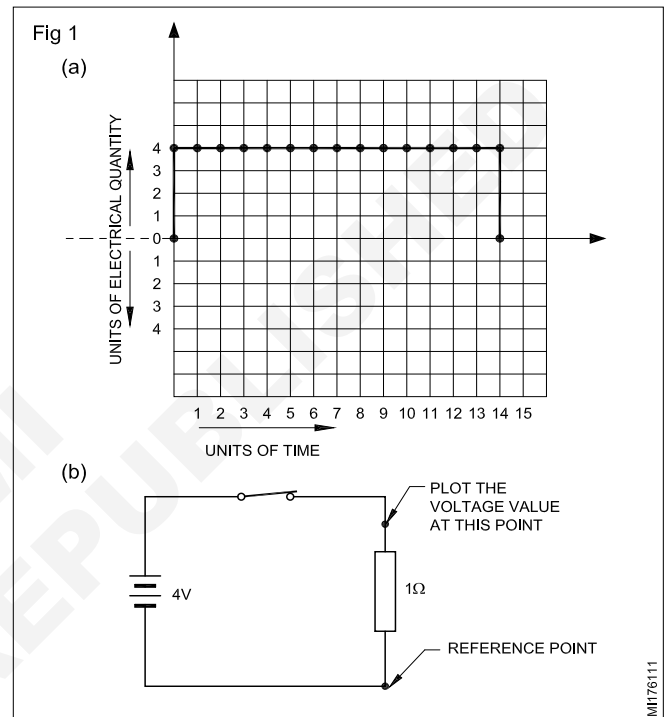 Fig 1
(a)
UNITS OF ELECTRICAL QUANTITY
4
3
2
1
0
1
2
3
4
1 2 3 4 5 6 7 8 9 10 11 12 13 14 15
UNITS OF TIME
(b)
PLOT THE
VOLTAGE VALUE
AT THIS POINT
4V
1Ω
REFERENCE POINT
MI176111
REPUBLISHED